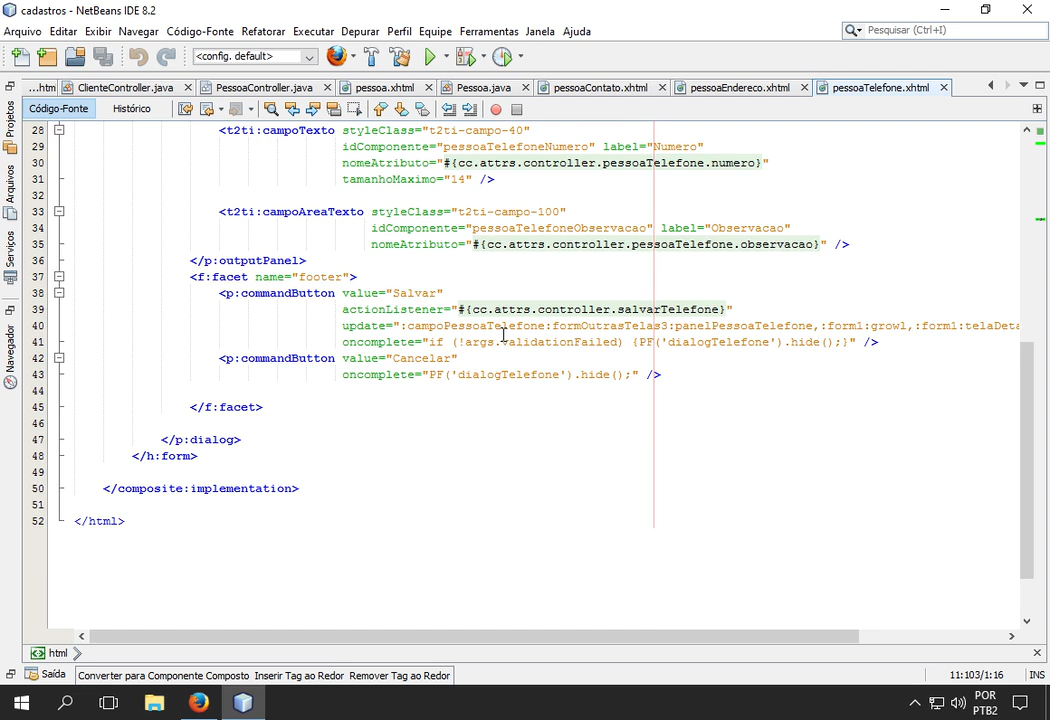 cadastros - NetBeans IDE 8.2
Arquivo Editar Exibir Navegar Código-Fonte Refatorar Executar Depurar Perfil Equipe Ferramentas Janela Ajuda
Pesquisar (Ctrl+I)
<config. default>
...htm ClienteController.java PessoaController.java pessoa.xhtml Pessoa.java pessoaContato.xhtml pessoaEndereco.xhtml pessoaTelefone.xhtml
Código-Fonte Histórico
Projetos
Arquivos
Serviços
Navegador
28 <t2ti:campoTexto styleClass="t2ti-campo-40"
29 idComponente="pessoaTelefoneNumero" label="Numero"
30 nomeAtributo="#{cc.attrs.controller.pessoaTelefone.numero}"
31 tamanhoMaximo="14" />
32
33 <t2ti:campoAreaTexto styleClass="t2ti-campo-100"
34 idComponente="pessoaTelefoneObservacao" label="Observacao"
35 nomeAtributo="#{cc.attrs.controller.pessoaTelefone.observacao}" />
36 </p:outputPanel>
37 <f:facet name="footer">
38 <p:commandButton value="Salvar"
39 actionListener="#{cc.attrs.controller.salvarTelefone}"
40 update=":campoPessoaTelefone:formOutrasTelas3:panelPessoaTelefone,:form1:growl,:form1:telaDeta
41 oncomplete="if (!args.validationFailed) {PF('dialogTelefone').hide();}" />
42 <p:commandButton value="Cancelar"
43 oncomplete="PF('dialogTelefone').hide();" />
44
45 </f:facet>
46
47 </p:dialog>
48 </h:form>
49
50 </composite:implementation>
51
52 </html>
html
Saída Converter para Componente Composto Inserir Tag ao Redor Remover Tag ao Redor 11:103/1:16 INS
POR
PTB2